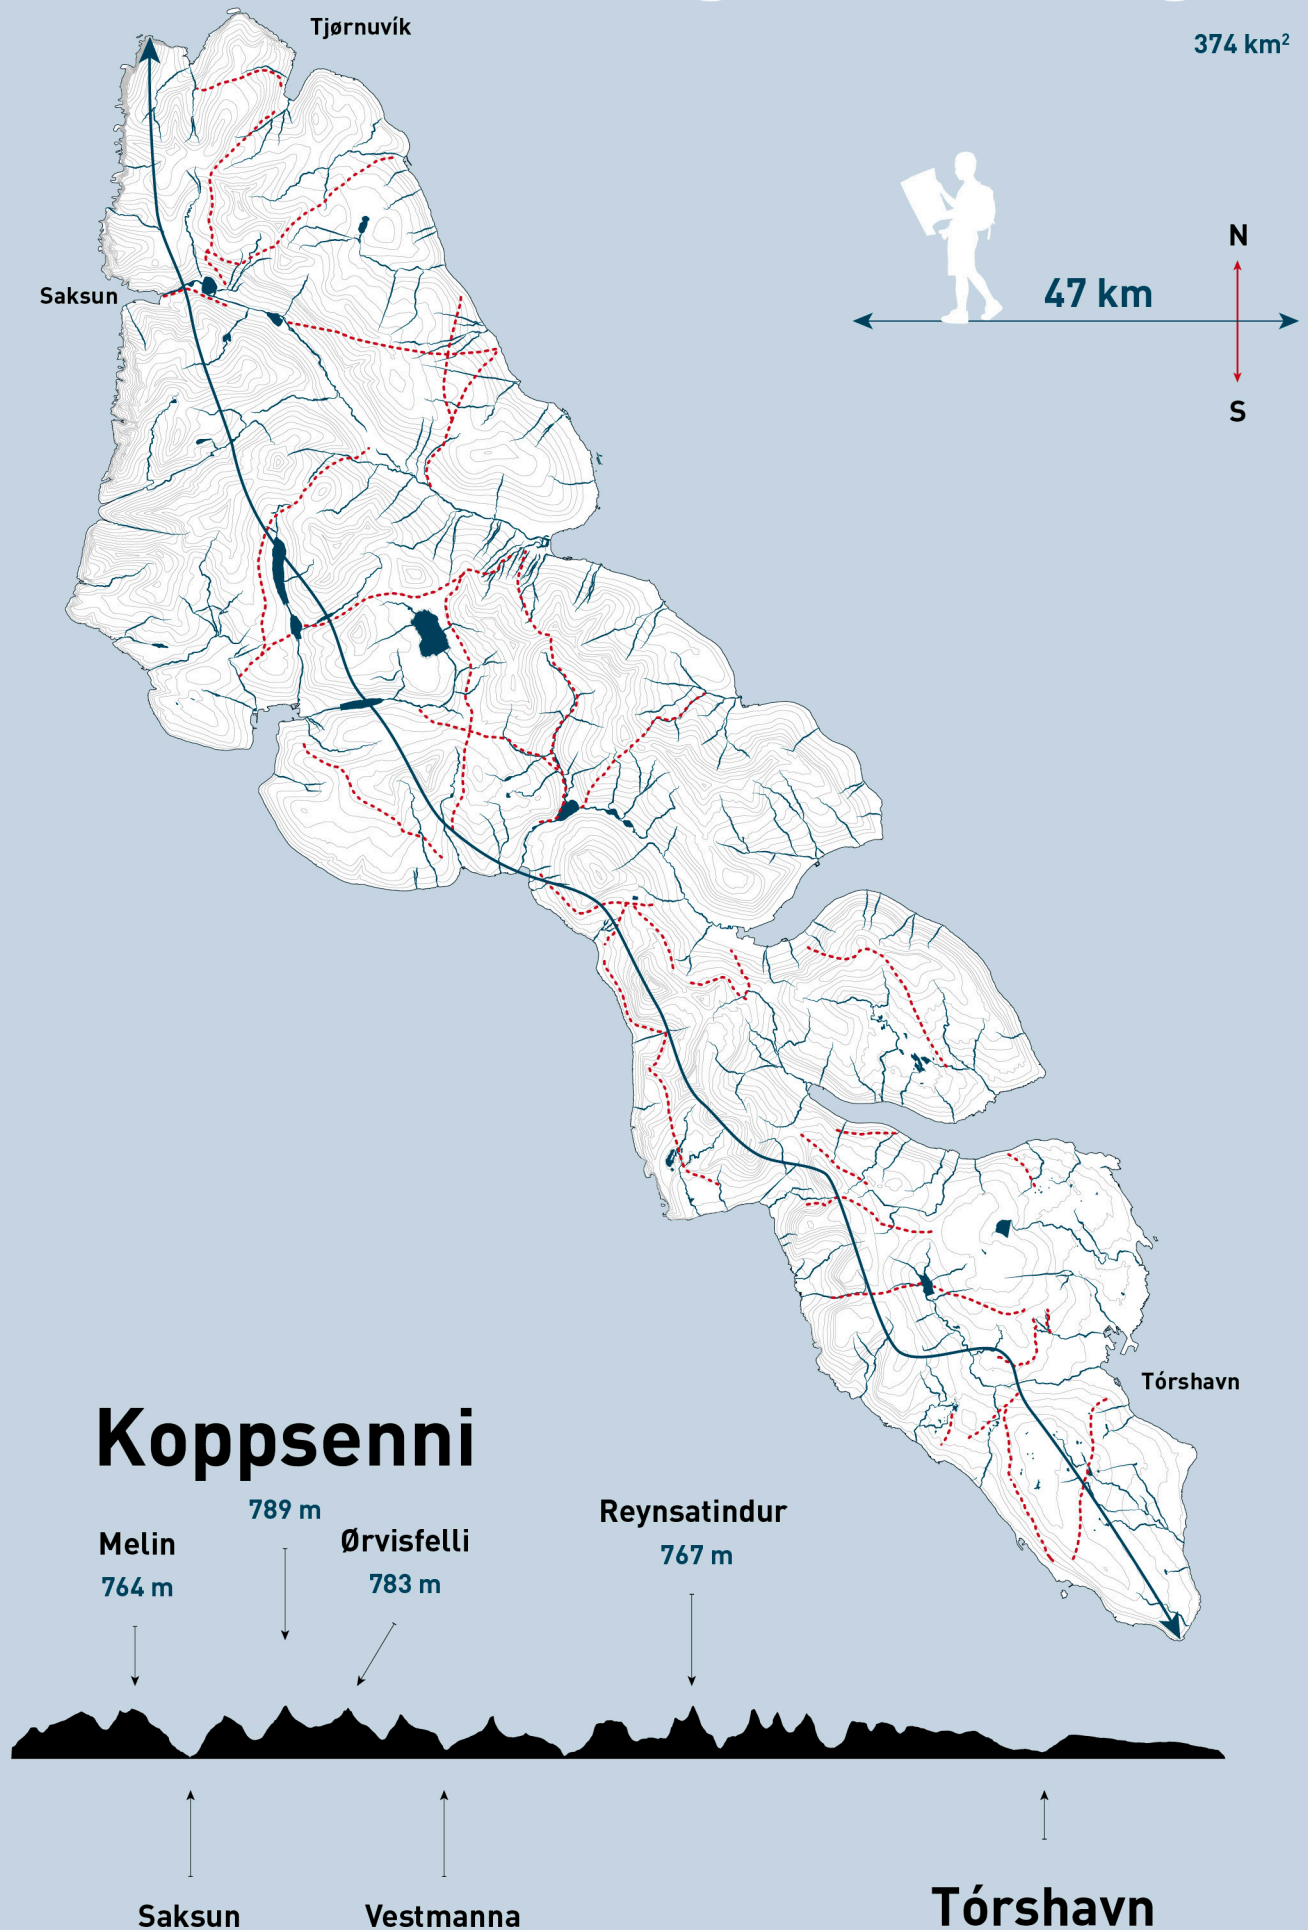 Tjørnuvík
374 km²
N
Saksun
47 km
S
Tórshavn
Koppsenni
789 m
Melin
764 m
Ørvisfelli
783 m
Reynsatindur
767 m
Saksun
Vestmanna
Tórshavn